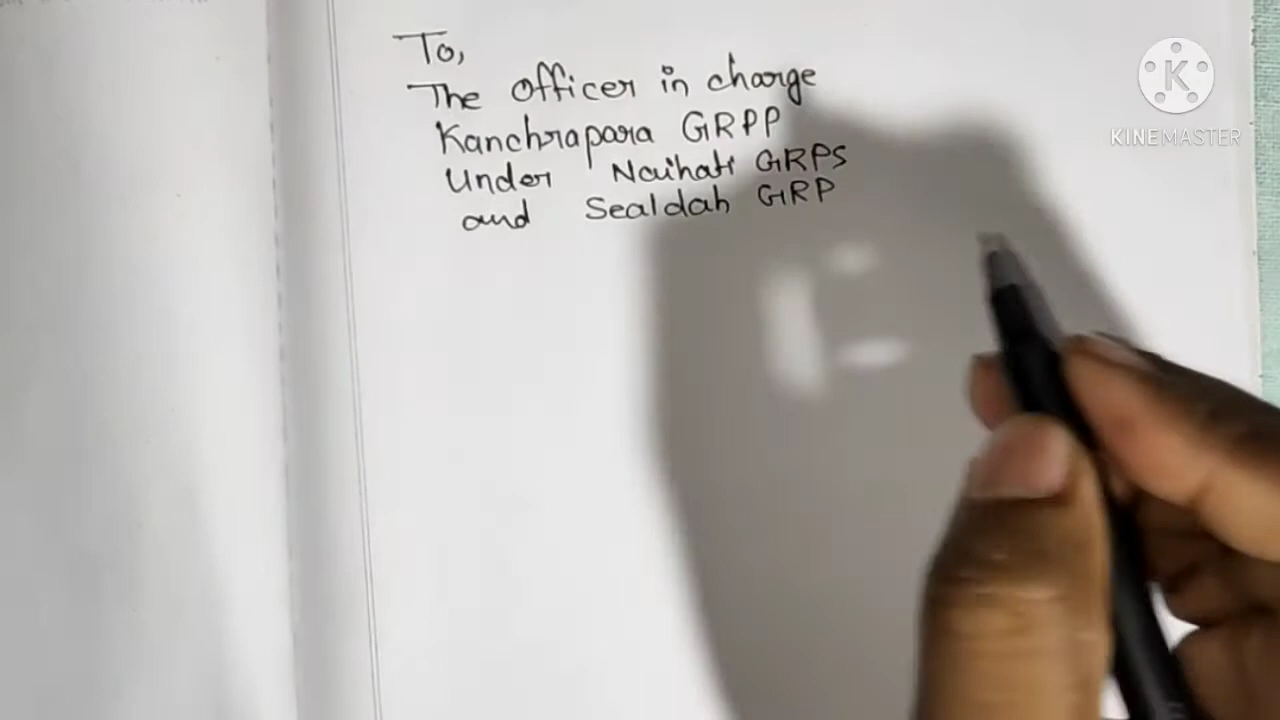 To,
The Officer in charge
Kanchrapara GRPP
Under Naihati GRPS
and Sealdah GRP
KINEMASTER